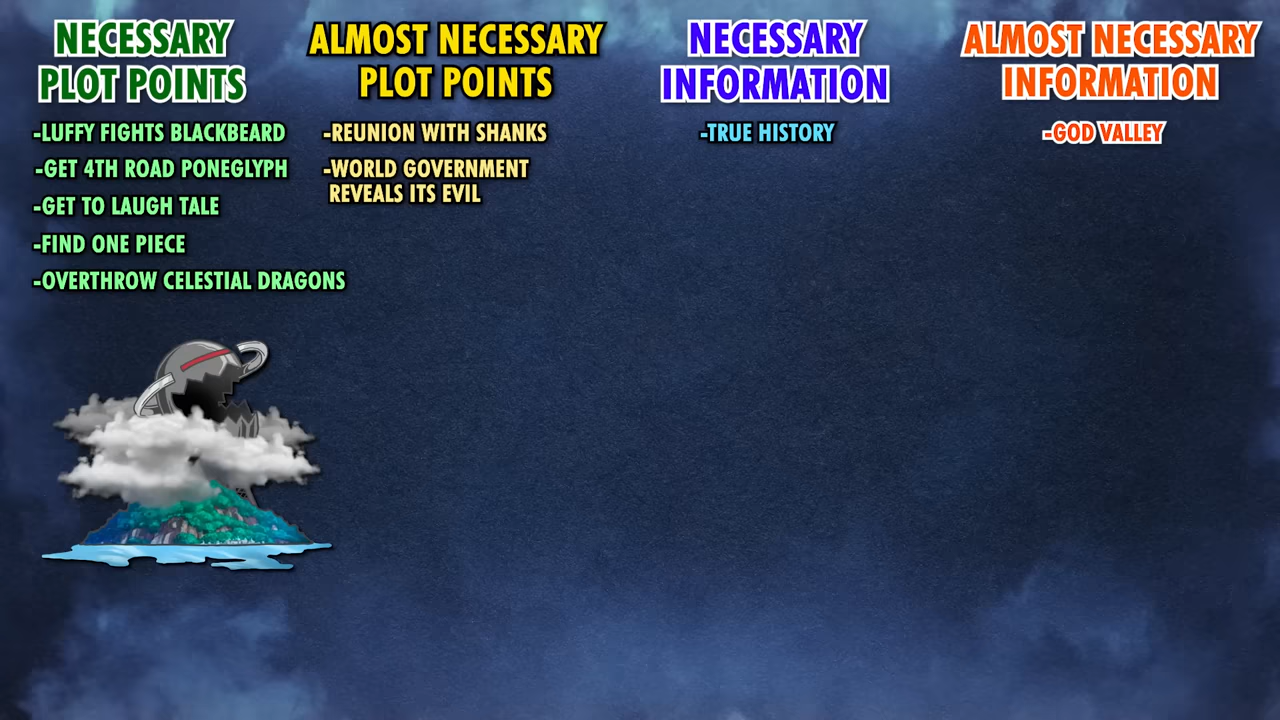 NECESSARY
PLOT POINTS
-LUFFY FIGHTS BLACKBEARD
-GET 4TH ROAD PONEGLYPH
-GET TO LAUGH TALE
-FIND ONE PIECE
-OVERTHROW CELESTIAL DRAGONS
ALMOST NECESSARY
PLOT POINTS
-REUNION WITH SHANKS
-WORLD GOVERNMENT
REVEALS ITS EVIL
NECESSARY
INFORMATION
-TRUE HISTORY
ALMOST NECESSARY
INFORMATION
-GOD VALLEY